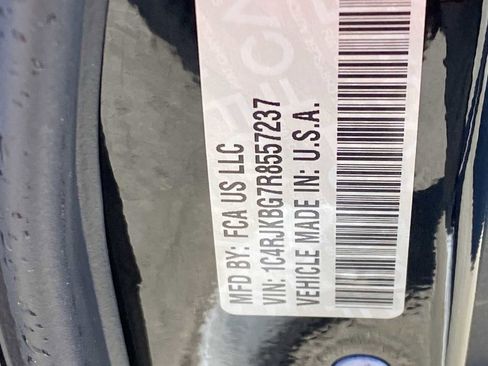 MFD BY: FCA US LLC
VIN: 1C4RJKBG7R8557237
VEHICLE MADE IN: U.S.A.